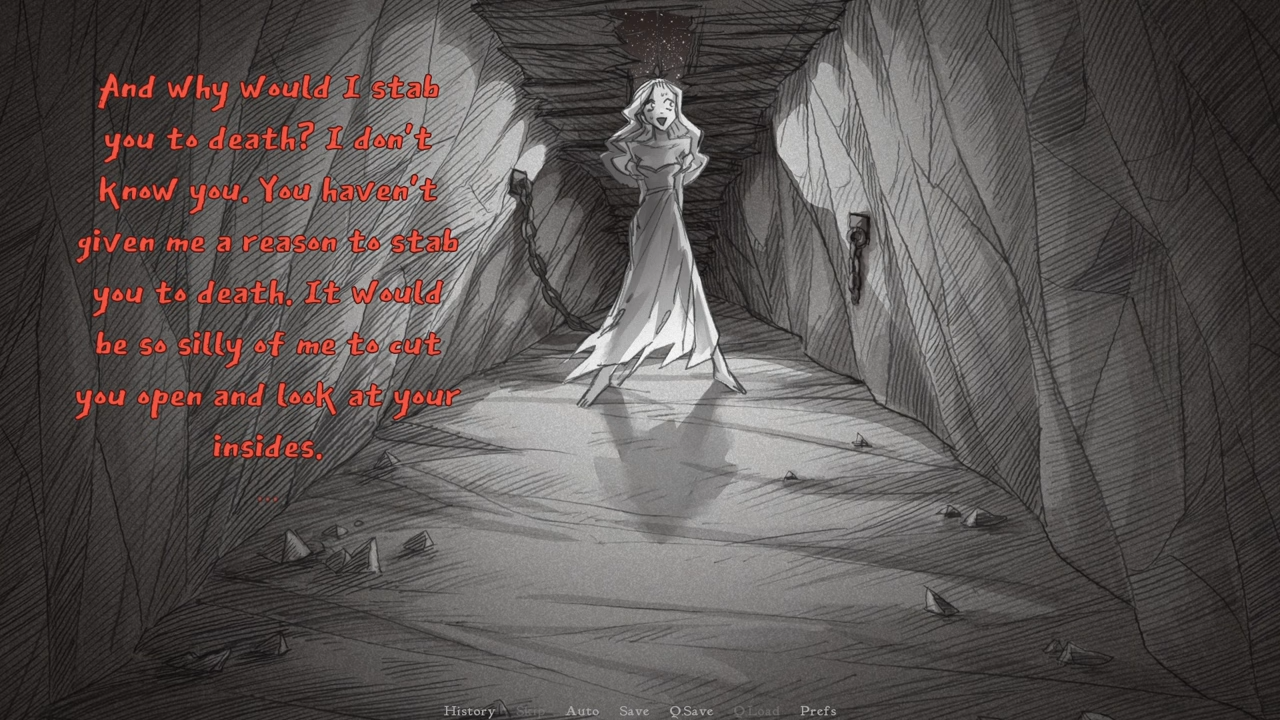 And why would I stab
you to death? I don't
know you. You haven't
given me a reason to stab
you to death. It would
be so silly of me to cut
you open and look at your
insides.
...
History Skip Auto Save Q.Save Q.Load Prefs